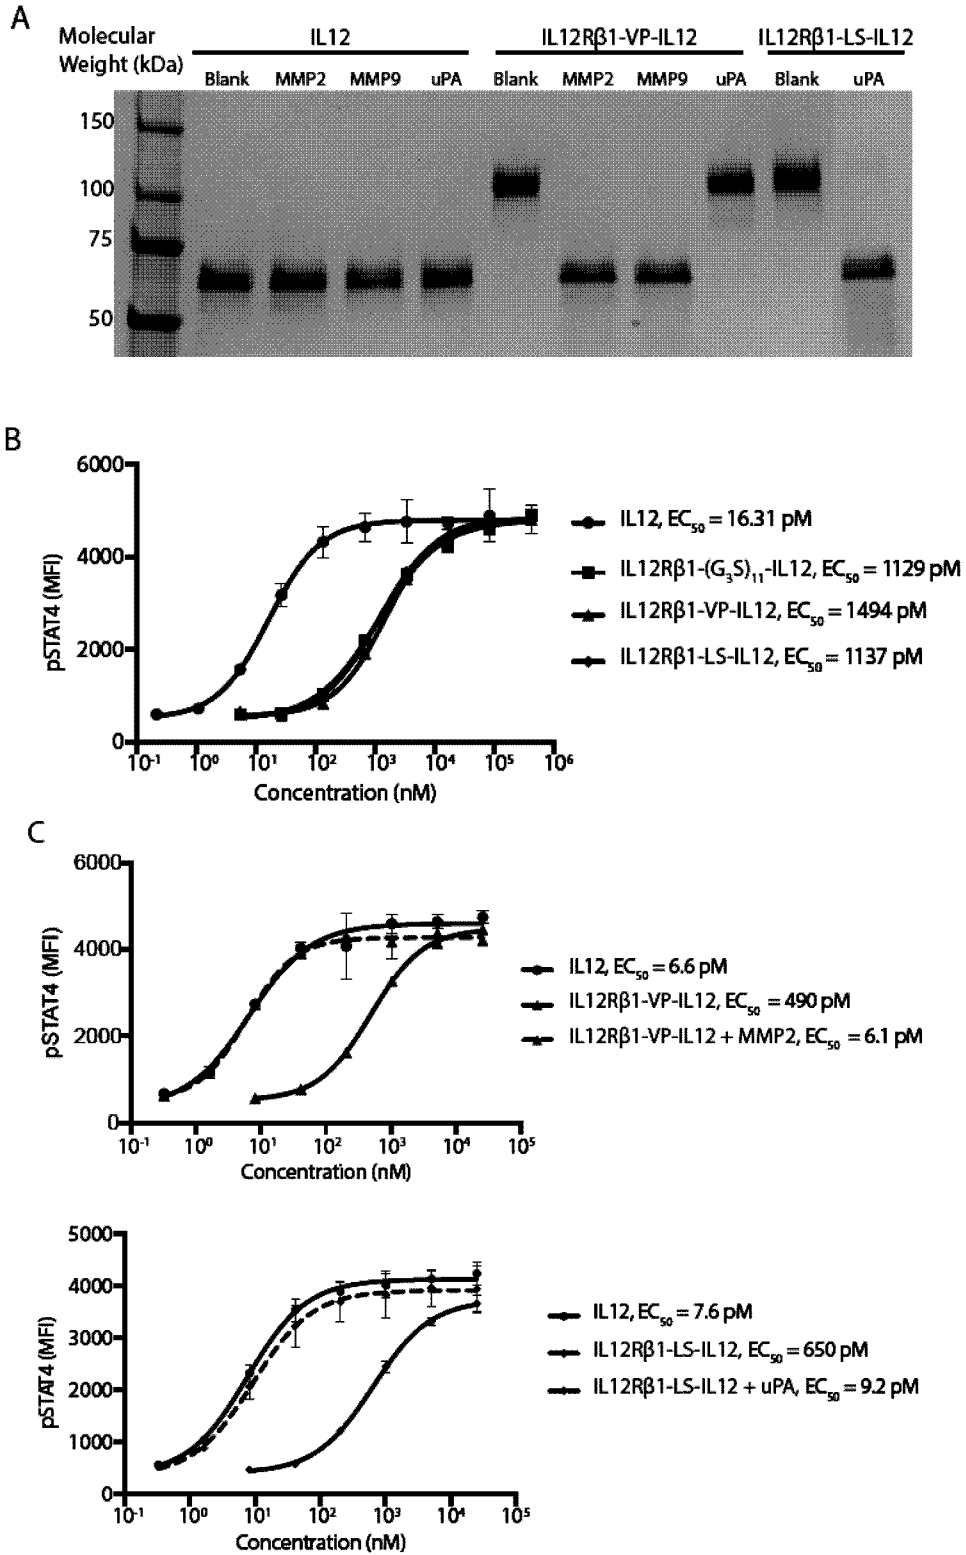 A
Molecular
Weight (kDa)
IL12
IL12Rβ1-VP-IL12
IL12Rβ1-LS-IL12
Blank
MMP2
MMP9
uPA
Blank
MMP2
MMP9
uPA
Blank
uPA
150
100
75
50
B
6000
4000
2000
0
pSTAT4 (MFI)
10⁻¹
10⁰
10¹
10²
10³
10⁴
10⁵
10⁶
Concentration (nM)
IL12, EC₅₀ = 16.31 pM
IL12Rβ1-(G₃S)₁₁-IL12, EC₅₀ = 1129 pM
IL12Rβ1-VP-IL12, EC₅₀ = 1494 pM
IL12Rβ1-LS-IL12, EC₅₀ = 1137 pM
C
6000
4000
2000
0
pSTAT4 (MFI)
10⁻¹
10⁰
10¹
10²
10³
10⁴
10⁵
Concentration (nM)
IL12, EC₅₀ = 6.6 pM
IL12Rβ1-VP-IL12, EC₅₀ = 490 pM
IL12Rβ1-VP-IL12 + MMP2, EC₅₀ = 6.1 pM
5000
4000
3000
2000
1000
0
pSTAT4 (MFI)
10⁻¹
10⁰
10¹
10²
10³
10⁴
10⁵
Concentration (nM)
IL12, EC₅₀ = 7.6 pM
IL12Rβ1-LS-IL12, EC₅₀ = 650 pM
IL12Rβ1-LS-IL12 + uPA, EC₅₀ = 9.2 pM